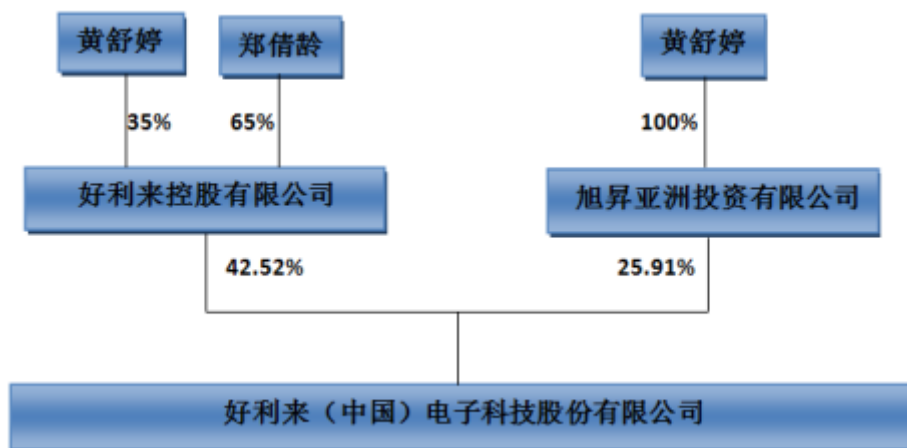 黄舒婷
郑倩龄
黄舒婷
35%
65%
100%
好利来控股有限公司
旭昇亚洲投资有限公司
42.52%
25.91%
好利来（中国）电子科技股份有限公司